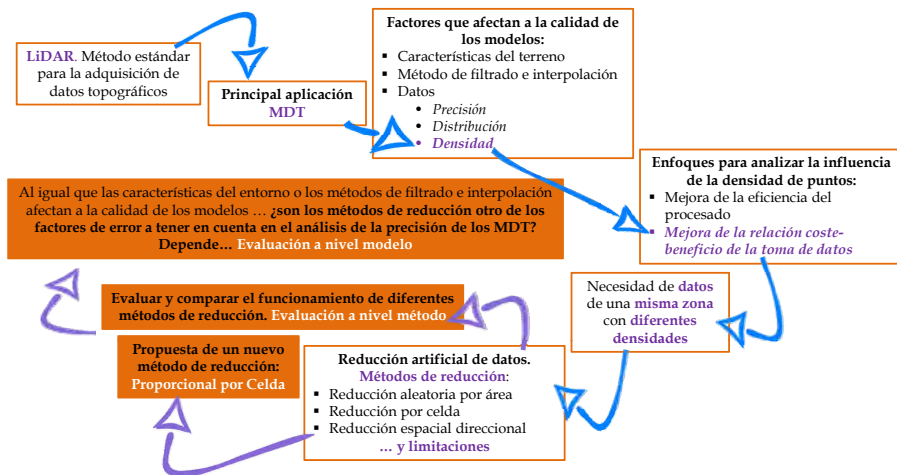 LiDAR. Método estándar
para la adquisición de
datos topográficos
Principal aplicación
MDT
Factores que afectan a la calidad de
los modelos:
▪ Características del terreno
▪ Método de filtrado e interpolación
▪ Datos
• Precisión
• Distribución
• Densidad
Enfoques para analizar la influencia
de la densidad de puntos:
▪ Mejora de la eficiencia del
procesado
▪ Mejora de la relación coste-
beneficio de la toma de datos
Necesidad de datos
de una misma zona
con diferentes
densidades
Reducción artificial de datos.
Métodos de reducción:
▪ Reducción aleatoria por área
▪ Reducción por celda
▪ Reducción espacial direccional
… y limitaciones
Propuesta de un nuevo
método de reducción:
Proporcional por Celda
Evaluar y comparar el funcionamiento de diferentes
métodos de reducción. Evaluación a nivel método
Al igual que las características del entorno o los métodos de filtrado e interpolación
afectan a la calidad de los modelos … ¿son los métodos de reducción otro de los
factores de error a tener en cuenta en el análisis de la precisión de los MDT?
Depende… Evaluación a nivel modelo